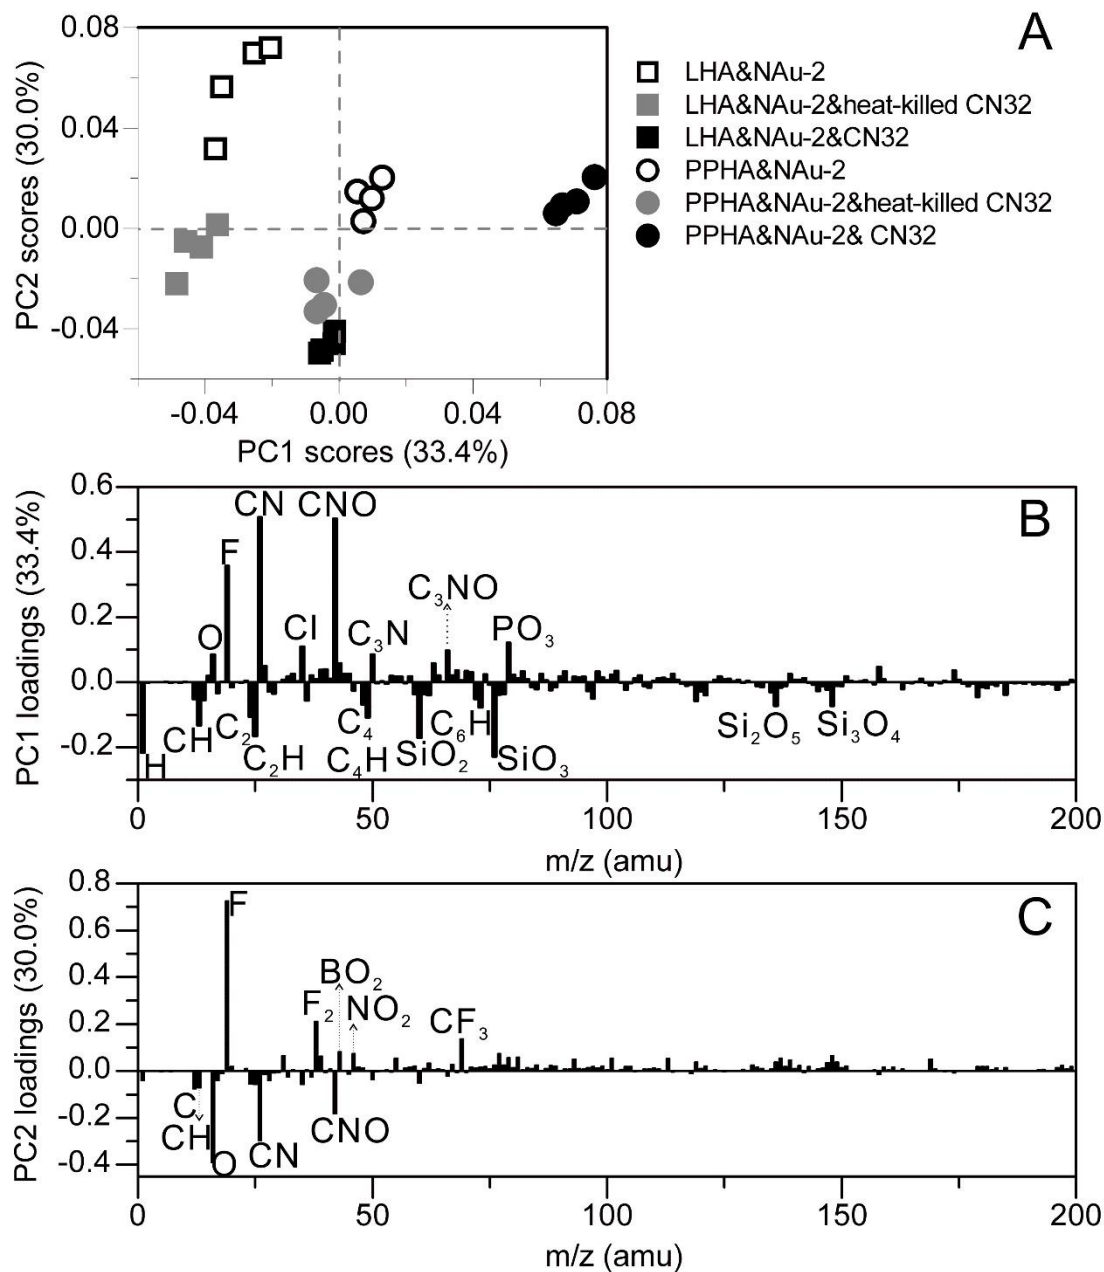 A
0.08
0.04
0.00
-0.04
PC2 scores (30.0%)
-0.04 0.00 0.04 0.08
PC1 scores (33.4%)
LHA&NAu-2
LHA&NAu-2&heat-killed CN32
LHA&NAu-2&CN32
PPHA&NAu-2
PPHA&NAu-2&heat-killed CN32
PPHA&NAu-2& CN32
B
0.6
0.4
0.2
0.0
-0.2
PC1 loadings (33.4%)
CN
CNO
F
C₃NO
O
Cl
C₃N
PO₃
H
CH
C₂
C₂H
C₄
C₄H
SiO₂
C₆H
SiO₃
Si₂O₅
Si₃O₄
0 50 100 150 200
m/z (amu)
C
0.8
0.6
0.4
0.2
0.0
-0.2
-0.4
PC2 loadings (30.0%)
F
BO₂
F₂
NO₂
CF₃
C
CH
O
CN
CNO
0 50 100 150 200
m/z (amu)